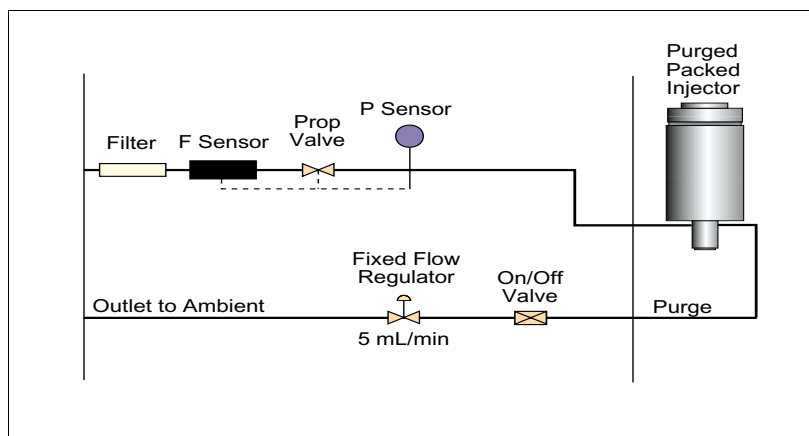 Purged
Packed
Injector
P Sensor
Prop
Valve
Filter
F Sensor
Fixed Flow
Regulator
On/Off
Valve
Outlet to Ambient
Purge
5 mL/min